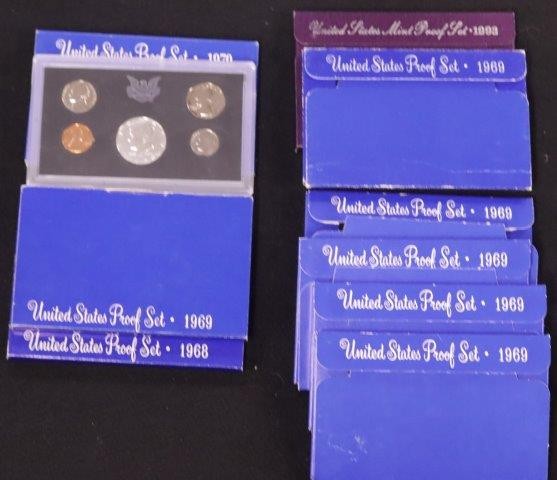 United States Proof Set 1970
United States Proof Set · 1969
United States Proof Set · 1968
United States Mint Proof Set · 1993
United States Proof Set · 1969
United States Proof Set · 1969
United States Proof Set · 1969
United States Proof Set · 1969
United States Proof Set · 1969